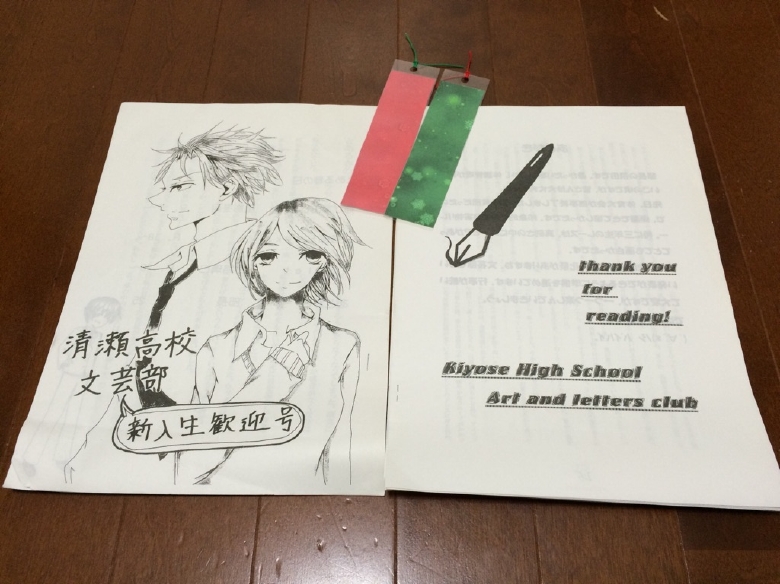 清瀬高校
文芸部
新入生歓迎号
thank you
for
reading!
Kiyose High School
Art and letters club